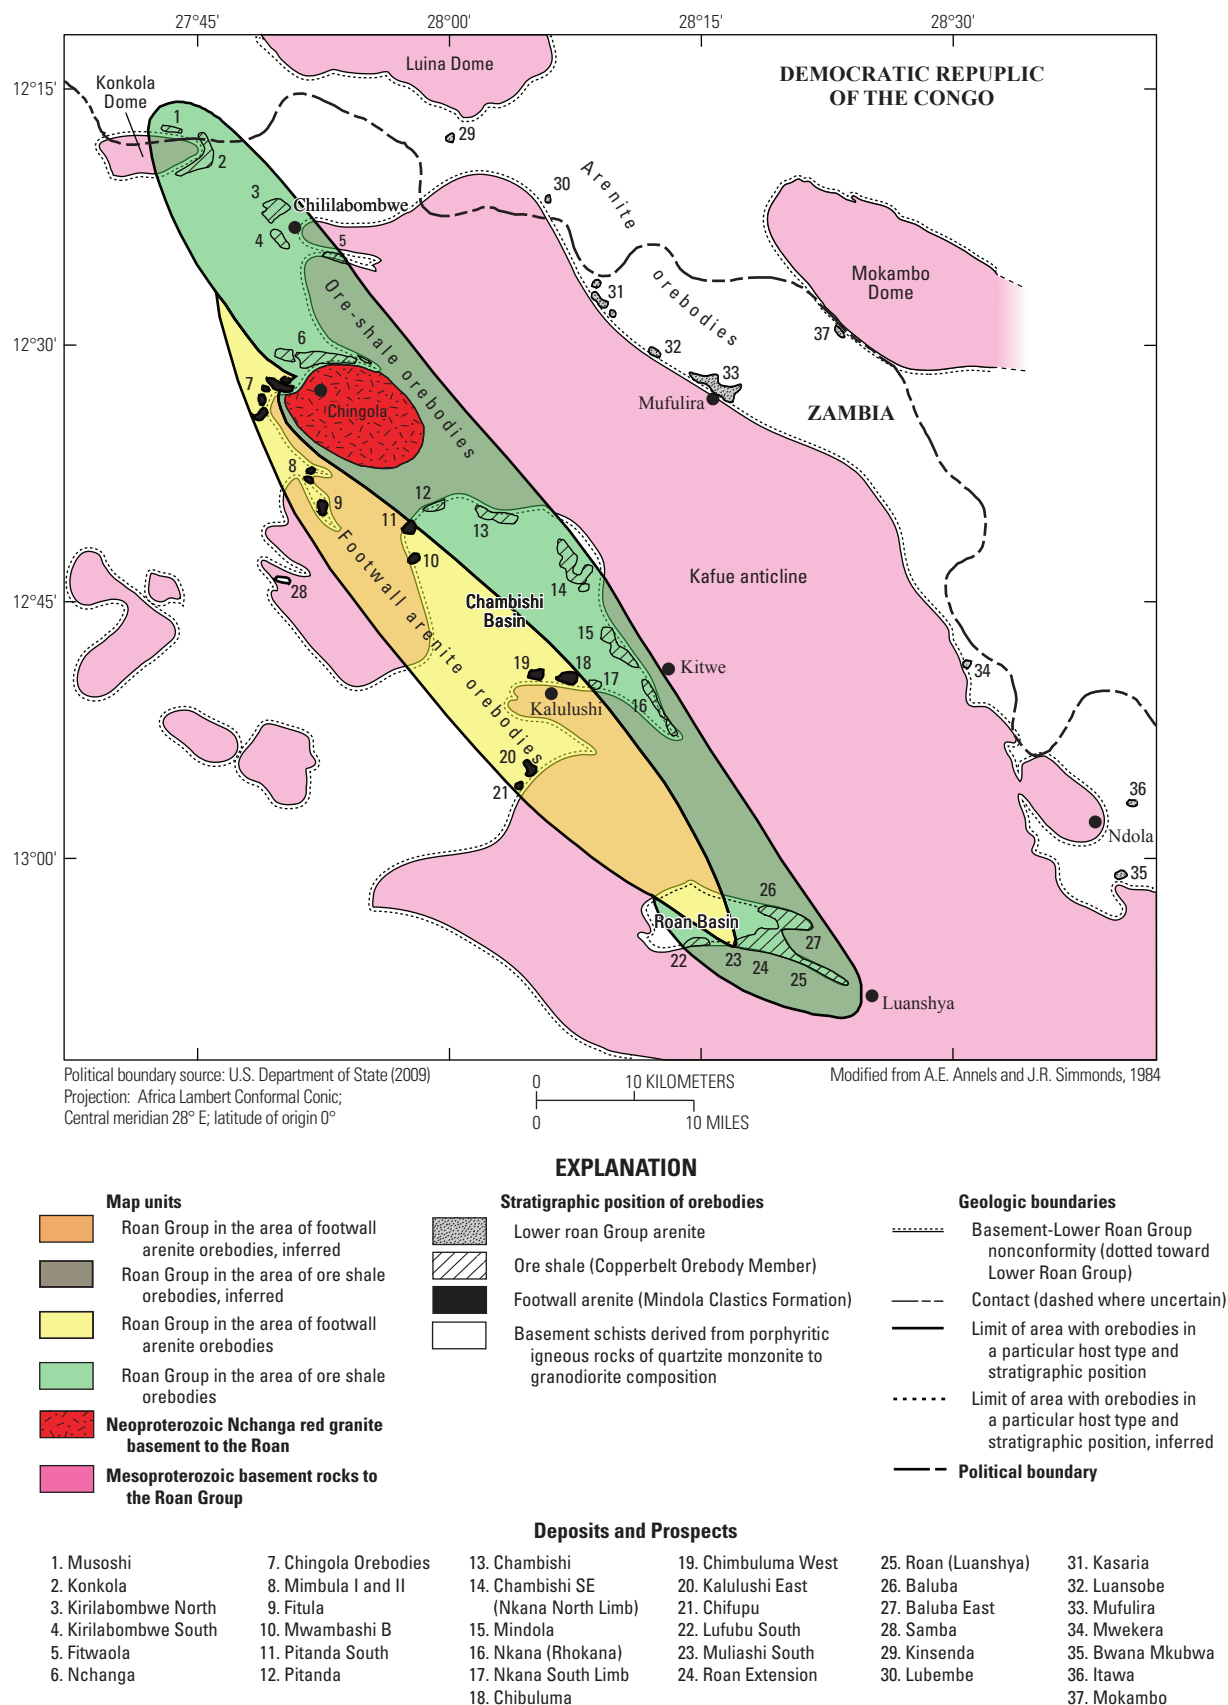 27°45'
28°00'
28°15'
28°30'
12°15'
12°30'
12°45'
13°00'
Luina Dome
DEMOCRATIC REPUPLIC
OF THE CONGO
Konkola
Dome
1
2
29
30
3
Chililabombwe
4
5
Arenite
orebodies
31
Mokambo
Dome
37
32
33
Mufulira
ZAMBIA
6
7
Chingola
Ore-shale orebodies
8
9
12
11
13
10
Footwall arenite orebodies
28
14
Kafue anticline
Chambishi
Basin
15
19
18
17
Kitwe
34
Kalulushi
16
20
21
36
Ndola
35
26
Roan Basin
27
22
23
24
25
Luanshya
Political boundary source: U.S. Department of State (2009)
Projection: Africa Lambert Conformal Conic;
Central meridian 28° E; latitude of origin 0°
0 10 KILOMETERS
0 10 MILES
Modified from A.E. Annels and J.R. Simmonds, 1984
EXPLANATION
Map units
Roan Group in the area of footwall
arenite orebodies, inferred
Roan Group in the area of ore shale
orebodies, inferred
Roan Group in the area of footwall
arenite orebodies
Roan Group in the area of ore shale
orebodies
Neoproterozoic Nchanga red granite
basement to the Roan
Mesoproterozoic basement rocks to
the Roan Group
Stratigraphic position of orebodies
Lower roan Group arenite
Ore shale (Copperbelt Orebody Member)
Footwall arenite (Mindola Clastics Formation)
Basement schists derived from porphyritic
igneous rocks of quartzite monzonite to
granodiorite composition
Geologic boundaries
Basement-Lower Roan Group
nonconformity (dotted toward
Lower Roan Group)
Contact (dashed where uncertain)
Limit of area with orebodies in
a particular host type and
stratigraphic position
Limit of area with orebodies in
a particular host type and
stratigraphic position, inferred
Political boundary
Deposits and Prospects
1. Musoshi
2. Konkola
3. Kirilabombwe North
4. Kirilabombwe South
5. Fitwaola
6. Nchanga
7. Chingola Orebodies
8. Mimbula I and II
9. Fitula
10. Mwambashi B
11. Pitanda South
12. Pitanda
13. Chambishi
14. Chambishi SE
(Nkana North Limb)
15. Mindola
16. Nkana (Rhokana)
17. Nkana South Limb
18. Chibuluma
19. Chimbuluma West
20. Kalulushi East
21. Chifupu
22. Lufubu South
23. Muliashi South
24. Roan Extension
25. Roan (Luanshya)
26. Baluba
27. Baluba East
28. Samba
29. Kinsenda
30. Lubembe
31. Kasaria
32. Luansobe
33. Mufulira
34. Mwekera
35. Bwana Mkubwa
36. Itawa
37. Mokambo